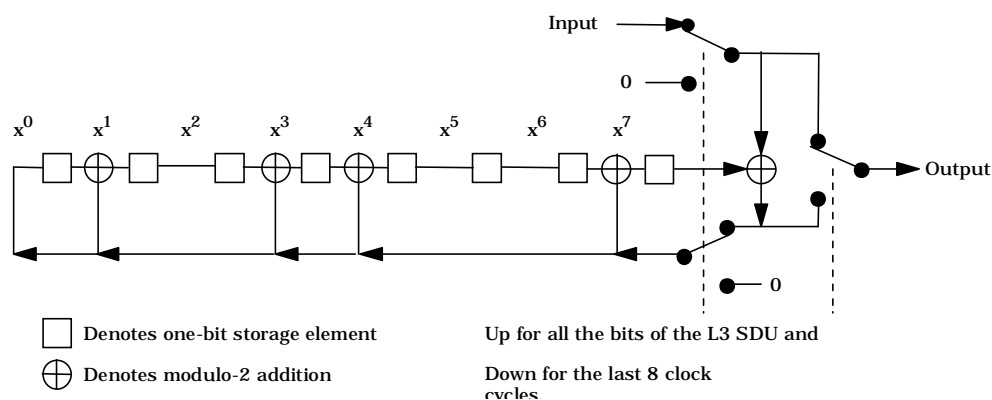 Input
0
x0 x1 x2 x3 x4 x5 x6 x7
Output
0
Denotes one-bit storage element
Denotes modulo-2 addition
Up for all the bits of the L3 SDU and
Down for the last 8 clock
cycles.